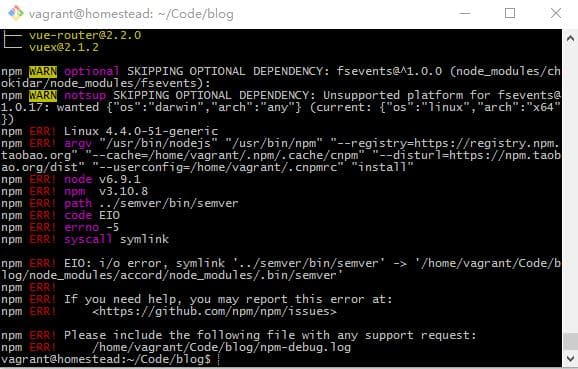 vagrant@homestead: ~/Code/blog
├── vue-router@2.2.0
└── vuex@2.1.2
npm WARN optional SKIPPING OPTIONAL DEPENDENCY: fsevents@^1.0.0 (node_modules/ch
okidar/node_modules/fsevents):
npm WARN notsup SKIPPING OPTIONAL DEPENDENCY: Unsupported platform for fsevents@
1.0.17: wanted {"os":"darwin","arch":"any"} (current: {"os":"linux","arch":"x64"
})
npm ERR! Linux 4.4.0-51-generic
npm ERR! argv "/usr/bin/nodejs" "/usr/bin/npm" "--registry=https://registry.npm.
taobao.org" "--cache=/home/vagrant/.npm/.cache/cnpm" "--disturl=https://npm.taob
ao.org/dist" "--userconfig=/home/vagrant/.cnpmrc" "install"
npm ERR! node v6.9.1
npm ERR! npm  v3.10.8
npm ERR! path ../semver/bin/semver
npm ERR! code EIO
npm ERR! errno -5
npm ERR! syscall symlink
npm ERR! EIO: i/o error, symlink '../semver/bin/semver' -> '/home/vagrant/Code/b
log/node_modules/accord/node_modules/.bin/semver'
npm ERR!
npm ERR! If you need help, you may report this error at:
npm ERR!     <https://github.com/npm/npm/issues>
npm ERR! Please include the following file with any support request:
npm ERR!     /home/vagrant/Code/blog/npm-debug.log
vagrant@homestead:~/Code/blog$